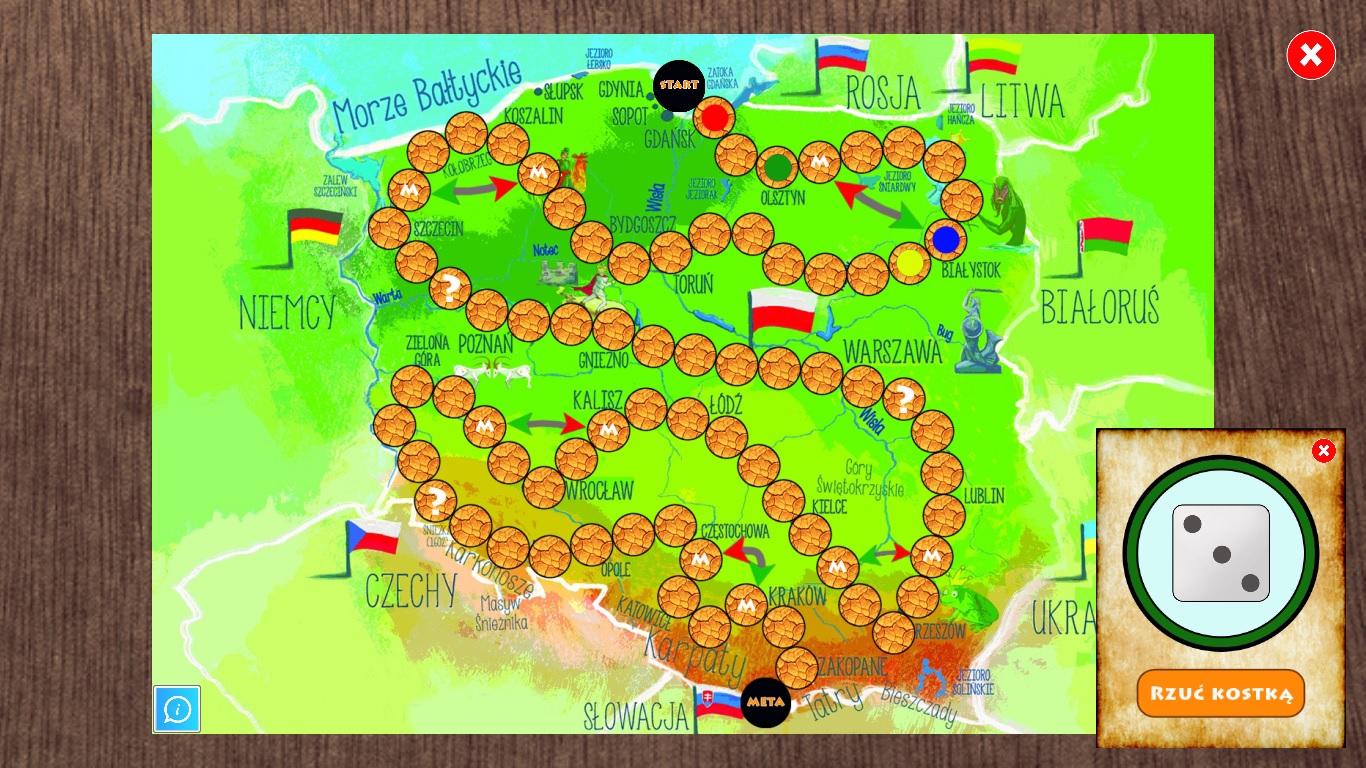 JEZIORO
ŁEBSKO
START
ZATOKA
GDAŃSKA
ROSJA
LITWA
Morze Bałtyckie
SŁUPSK
GDYNIA
KOSZALIN
SOPOT
GDAŃSK
JEZIORO
HAŃCZA
M
KOŁOBRZEG
M
M
ZALEW
SZCZECIŃSKI
JEZIORO
JEZIORAK
OLSZTYN
JEZIORO
ŚNIARDWY
Wisła
SZCZECIN
BYDGOSZCZ
Noteć
BIAŁYSTOK
TORUŃ
?
Warta
NIEMCY
BIAŁORUŚ
ZIELONA
GÓRA
POZNAŃ
GNIEZNO
WARSZAWA
Bug
KALISZ
ŁÓDŹ
?
Wisła
M
M
Góry
Świętokrzyskie
WROCŁAW
KIELCE
LUBLIN
?
ŚNIEŻKA
Karkonosze
CZĘSTOCHOWA
OPOLE
M
M
M
CZECHY
Masyw
Śnieżnika
KATOWICE
M
KRAKÓW
RZESZÓW
UKRA
Karpaty
ZAKOPANE
JEZIORO
SOLIŃSKIE
SŁOWACJA
META
Tatry
Bieszczady
i
Rzuć kostką